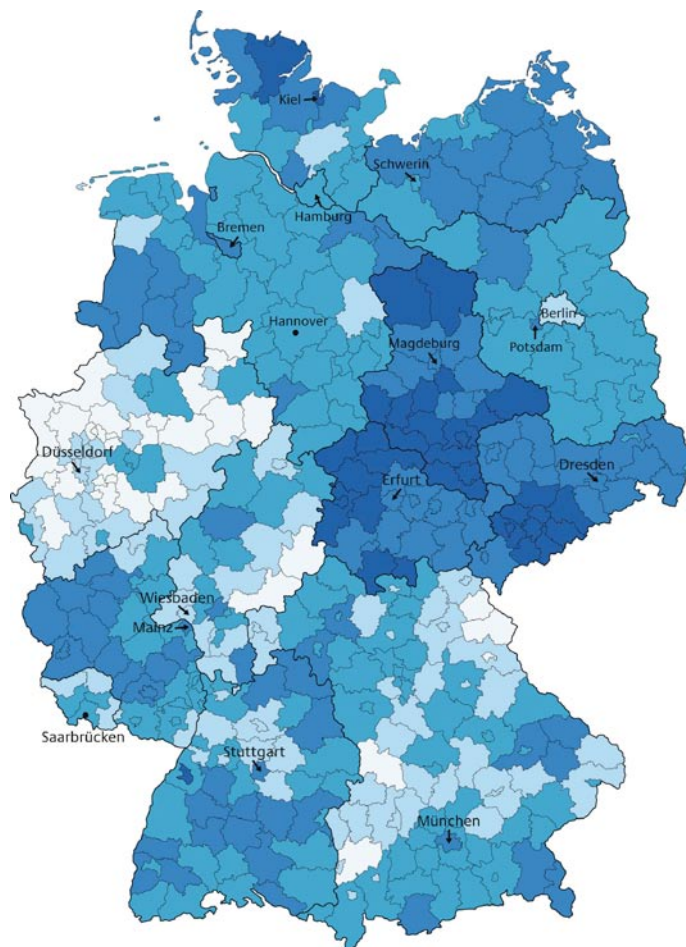 Kiel
Schwerin
Hamburg
Bremen
Berlin
Hannover
Magdeburg
Potsdam
Düsseldorf
Dresden
Erfurt
Wiesbaden
Mainz
Saarbrücken
Stuttgart
München